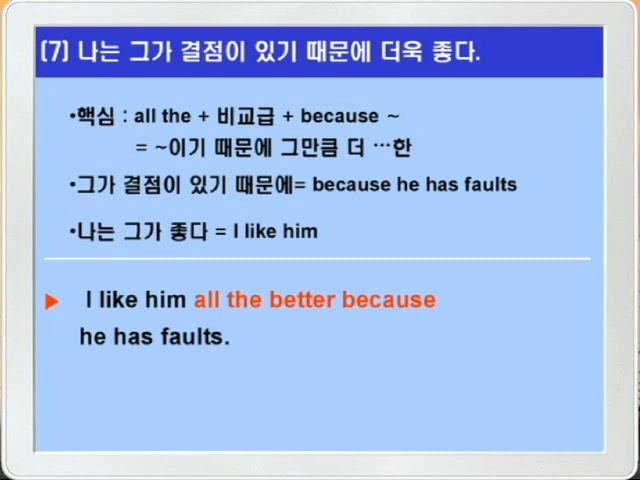 (7) 나는 그가 결점이 있기 때문에 더욱 좋다.
•핵심 : all the + 비교급 + because ~
= ~이기 때문에 그만큼 더 …한
•그가 결점이 있기 때문에= because he has faults
•나는 그가 좋다 = I like him
▶ I like him all the better because
he has faults.